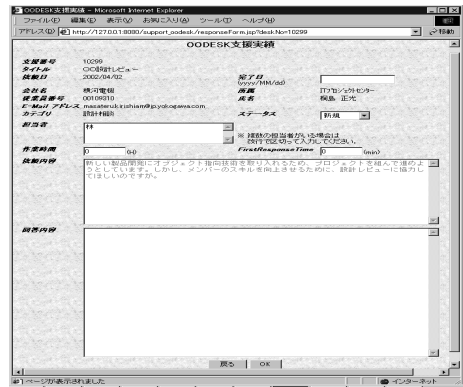 OODESK支援実績 - Microsoft Internet Explorer
ファイル(F) 編集(E) 表示(V) お気に入り(A) ツール(T) ヘルプ(H)
アドレス(D) http://127.0.0.1:8080/support_oodesk/responseForm.jsp?deskNo=10299 移動
OODESK支援実績
支援番号 10299
タイトル OO設計レビュー
依頼日 2002/04/02 完了日
(yyyy/MM/dd)
会社名 横河電機 所属 ITプロジェクトセンター
従業員番号 00109310 氏名 桐島 正光
E-Mail アドレス masateru.kirishiam@jp.yokogawa.com
カテゴリ 設計相談 ステータス 新規
担当者 林
※ 複数の担当者がいる場合は
改行で区切って入力してください。
作業時間 0 (H) FirstResponseTime 0 (min)
依頼内容 新しい製品開発にオブジェクト指向技術を取り入れるため、プロジェクトを組んで進めよ
うとしています。しかし、メンバーのスキルを向上させるために、設計レビューに協力し
てほしいのですが。
回答内容
戻る OK
ページが表示されました インターネット